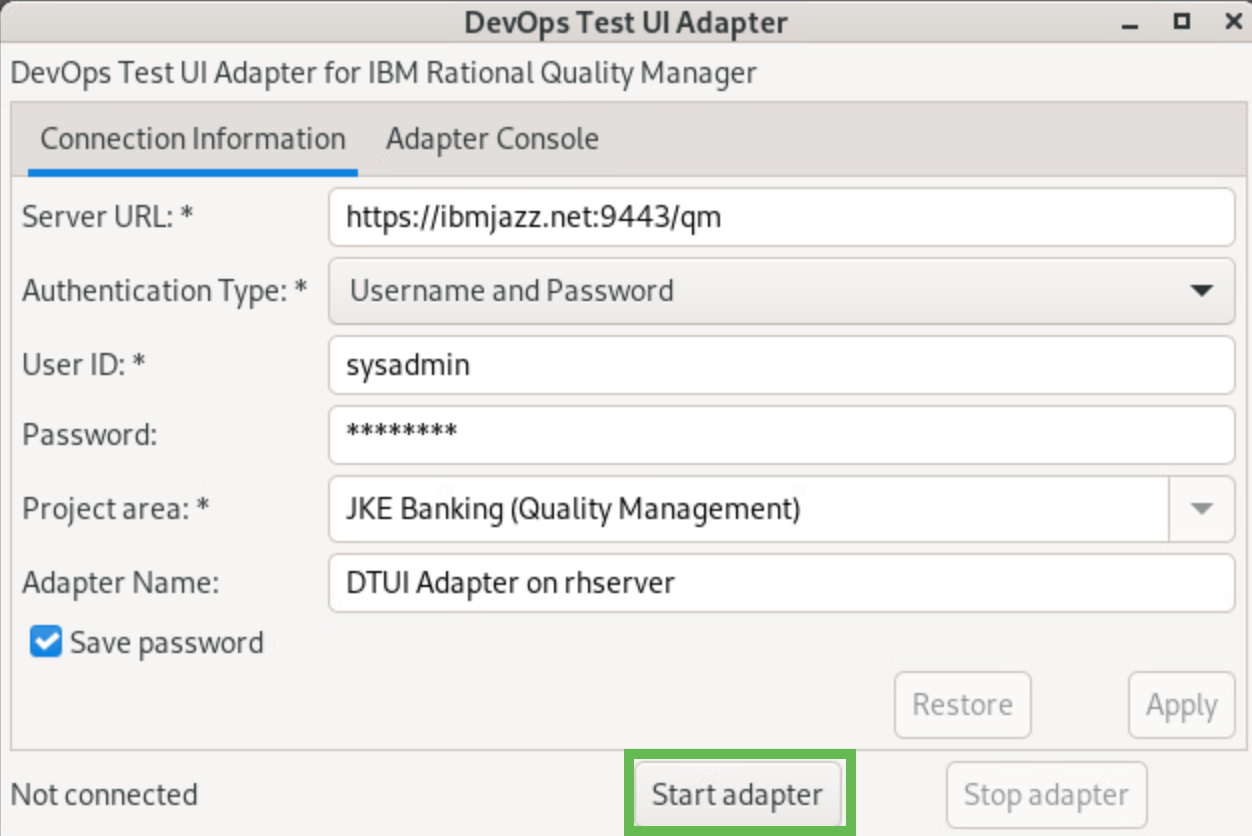 DevOps Test UI Adapter
DevOps Test UI Adapter for IBM Rational Quality Manager
Connection Information Adapter Console
Server URL: * https://ibmjazz.net:9443/qm
Authentication Type: * Username and Password
User ID: * sysadmin
Password: ********
Project area: * JKE Banking (Quality Management)
Adapter Name: DTUI Adapter on rhserver
Save password
Restore Apply
Not connected Start adapter Stop adapter